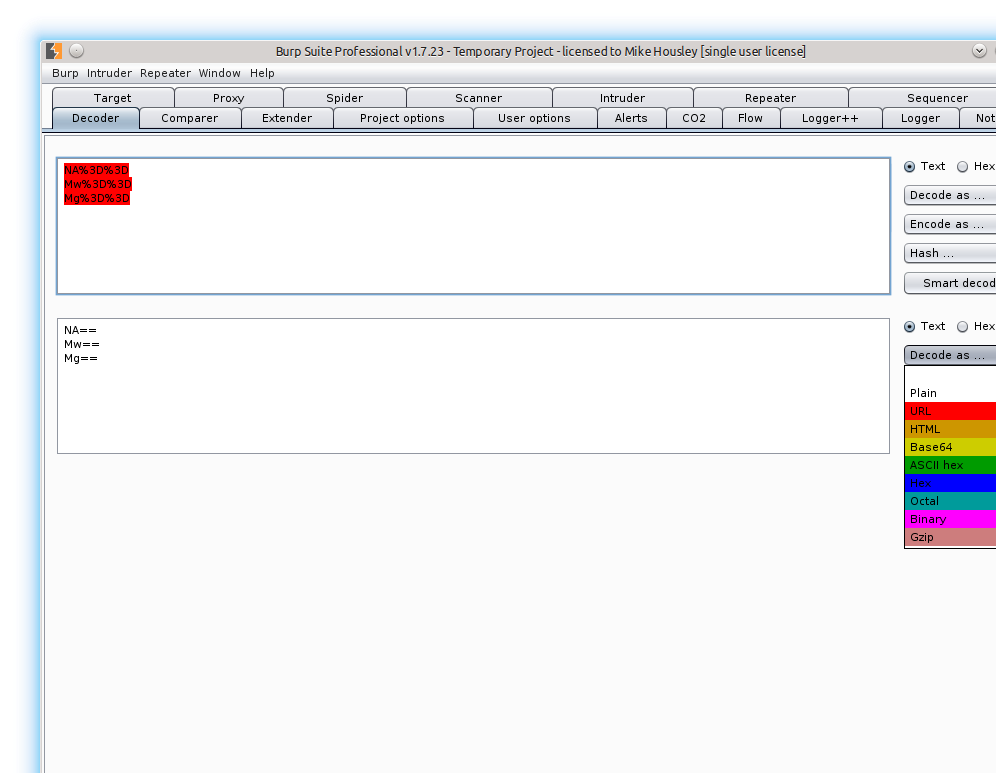 Burp Suite Professional v1.7.23 - Temporary Project - licensed to Mike Housley [single user license]
Burp Intruder Repeater Window Help
Target Proxy Spider Scanner Intruder Repeater Sequencer
Decoder Comparer Extender Project options User options Alerts CO2 Flow Logger++ Logger Not
NA%3D%3D
Mw%3D%3D
Mg%3D%3D
Text Hex
Decode as ...
Encode as ...
Hash ...
Smart decod
NA==
Mw==
Mg==
Text Hex
Decode as ...
Plain
URL
HTML
Base64
ASCII hex
Hex
Octal
Binary
Gzip